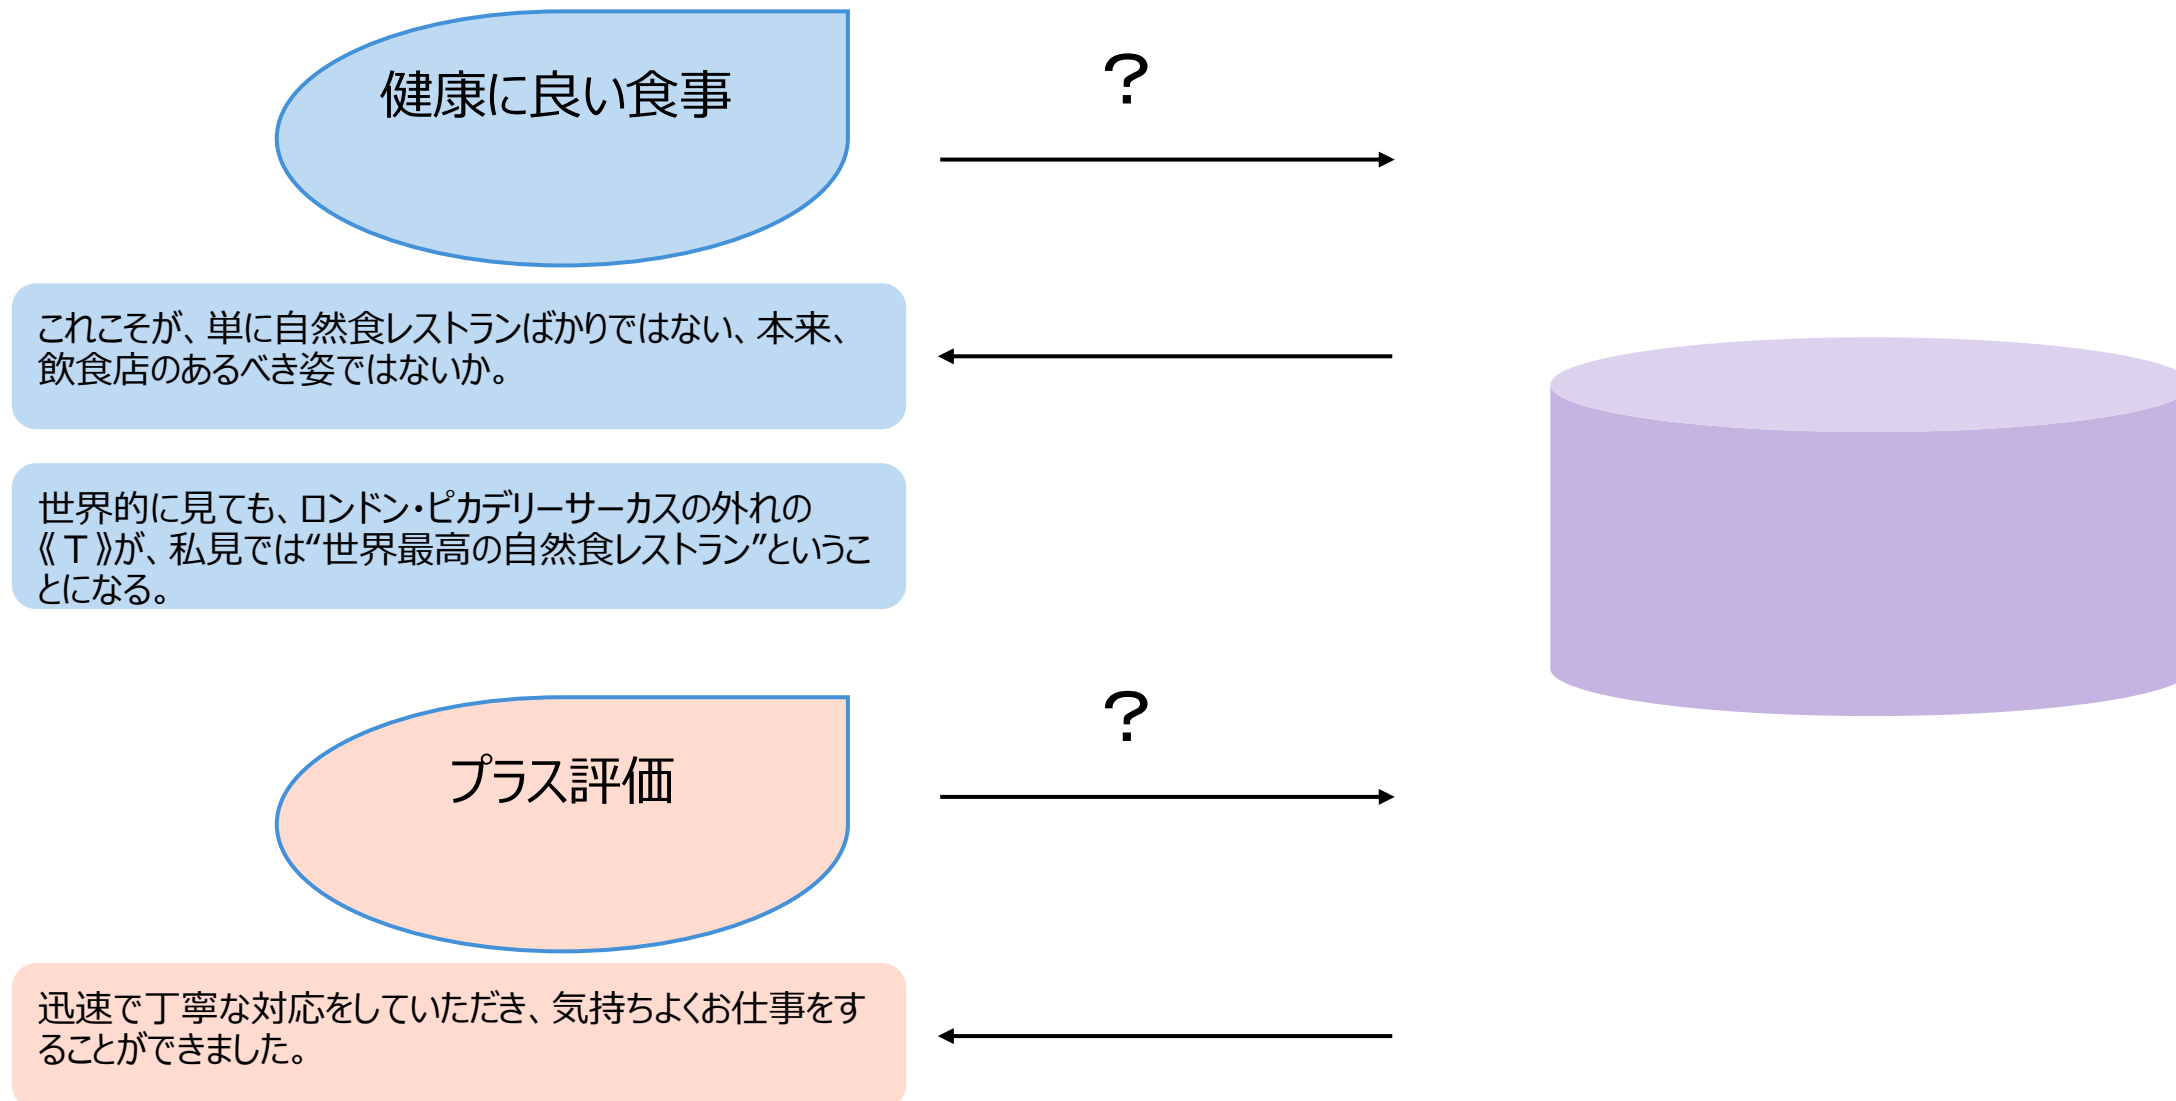 健康に良い食事
?
これこそが、単に自然食レストランばかりではない、本来、
飲食店のあるべき姿ではないか。
世界的に見ても、ロンドン・ピカデリーサーカスの外れの
《Ｔ》が、私見では“世界最高の自然食レストラン”というこ
とになる。
プラス評価
?
迅速で丁寧な対応をしていただき、気持ちよくお仕事をす
ることができました。